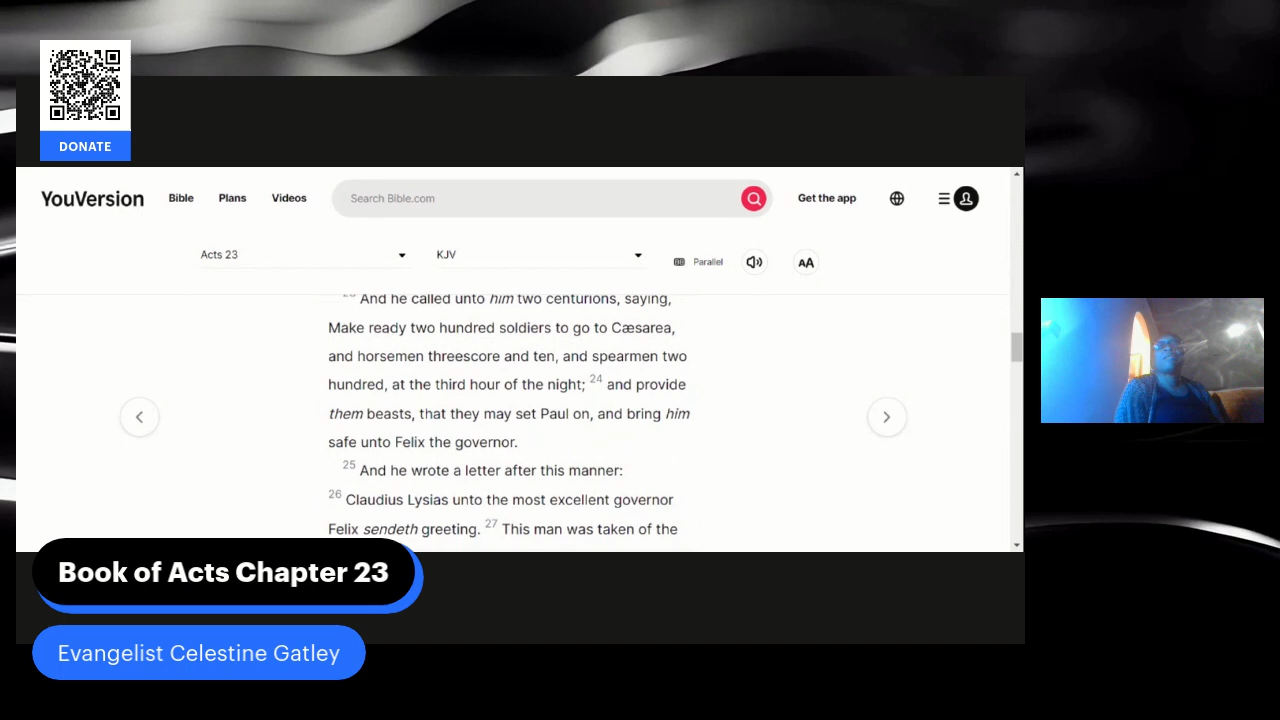 DONATE
YouVersion Bible Plans Videos Search Bible.com Get the app
Acts 23 KJV Parallel AA
And he called unto him two centurions, saying,
Make ready two hundred soldiers to go to Cæsarea,
and horsemen threescore and ten, and spearmen two
hundred, at the third hour of the night; 24 and provide
them beasts, that they may set Paul on, and bring him
safe unto Felix the governor.
25 And he wrote a letter after this manner:
26 Claudius Lysias unto the most excellent governor
Felix sendeth greeting. 27 This man was taken of the
Book of Acts Chapter 23
Evangelist Celestine Gatley